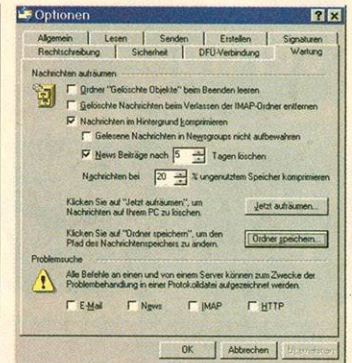 Optionen
Allgemein Lesen Senden Erstellen Signaturen
Rechtschreibung Sicherheit DFÜ-Verbindung Wartung
Nachrichten aufräumen
Ordner "Gelöschte Objekte" beim Beenden leeren
Gelöschte Nachrichten beim Verlassen der IMAP-Ordner entfernen
Nachrichten im Hintergrund komprimieren
Gelesene Nachrichten in Newsgroups nicht aufbewahren
News Beiträge nach 5 Tagen löschen
Nachrichten bei 20 % ungenutztem Speicher komprimieren
Klicken Sie auf "Jetzt aufräumen", um
Nachrichten auf Ihrem PC zu löschen.
Jetzt aufräumen...
Klicken Sie auf "Ordner speichern", um den
Pfad des Nachrichtenspeichers zu ändern.
Ordner speichern...
Problemsuche
Alle Befehle an einen und von einem Server können zum Zwecke der
Problembehandlung in einer Protokolldatei aufgezeichnet werden.
E-Mail News IMAP HTTP
OK Abbrechen Übernehmen